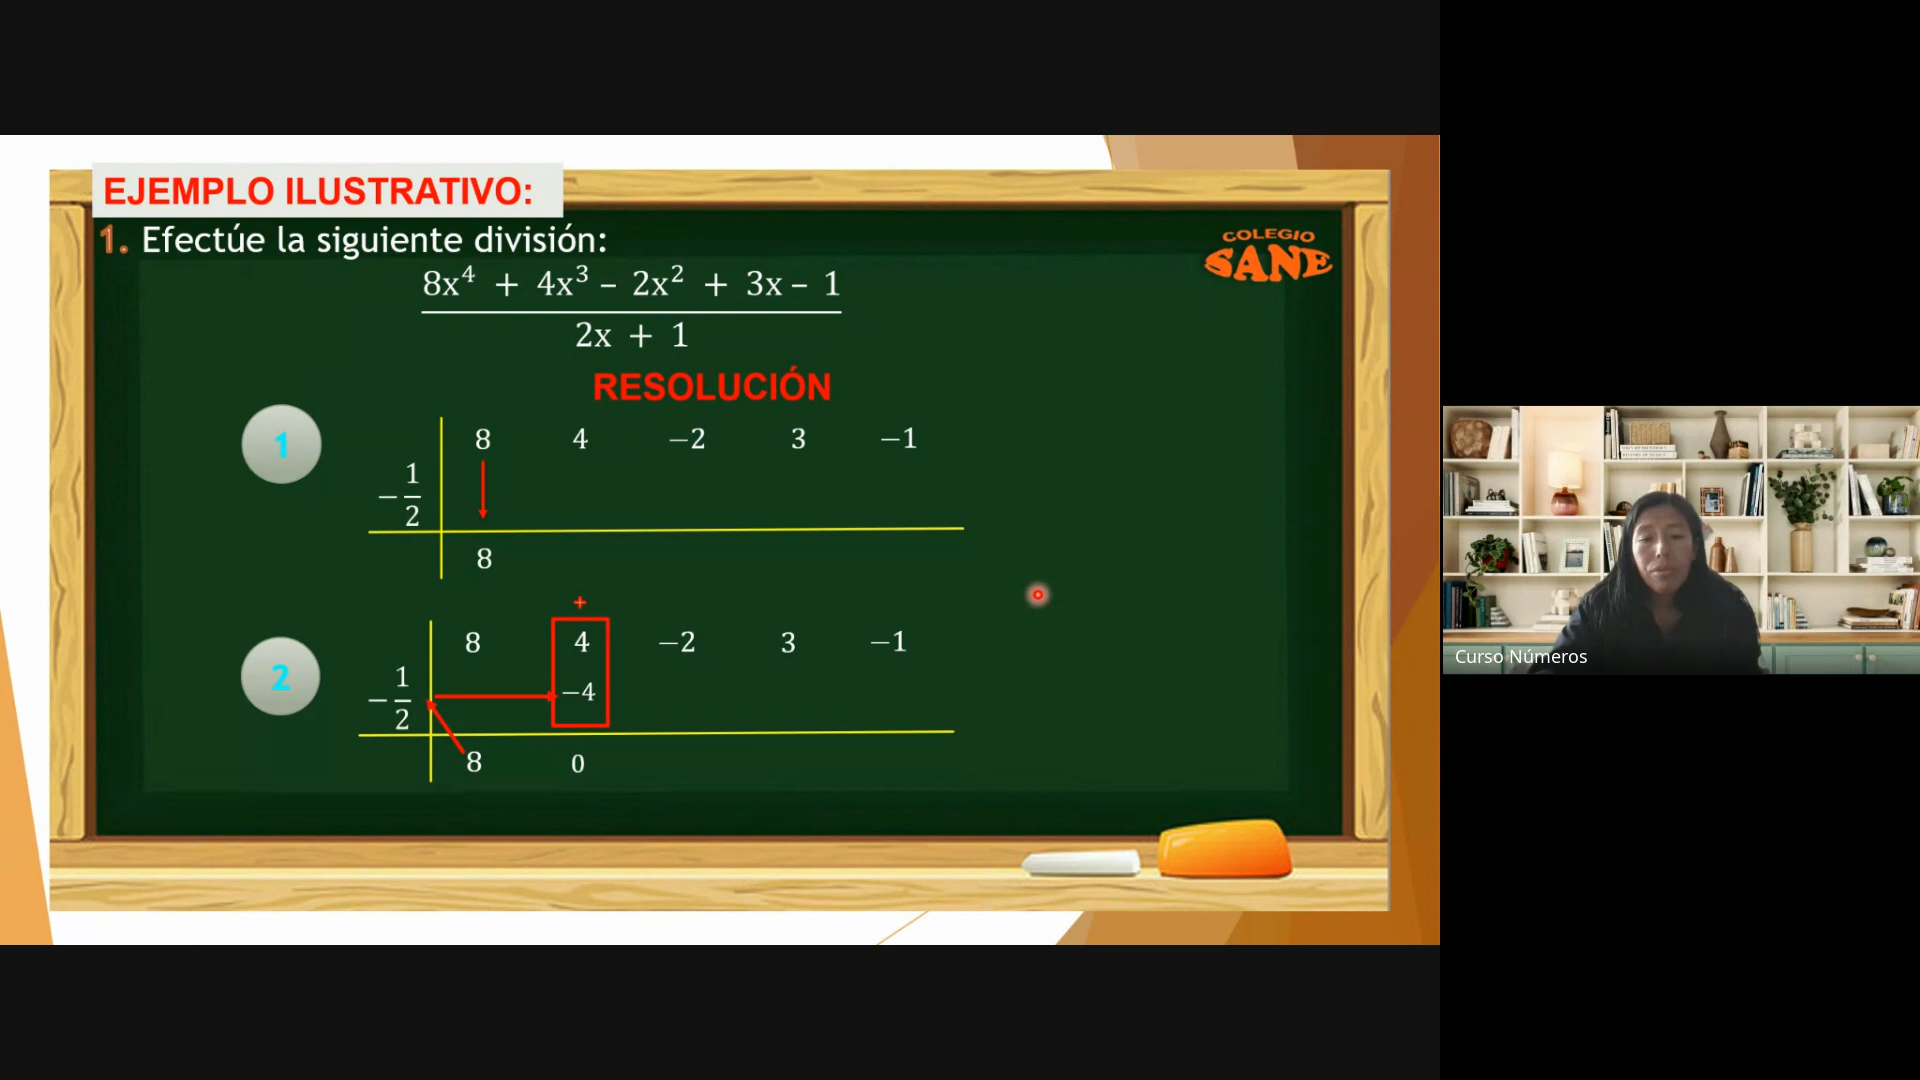 EJEMPLO ILUSTRATIVO:
1. Efectúe la siguiente división:
COLEGIO
SANE
8x⁴ + 4x³ – 2x² + 3x – 1
2x + 1
RESOLUCIÓN
1
8 4 −2 3 −1
−1/2
8
+
2
8 4 −2 3 −1
−1/2
−4
8 0
Curso Números